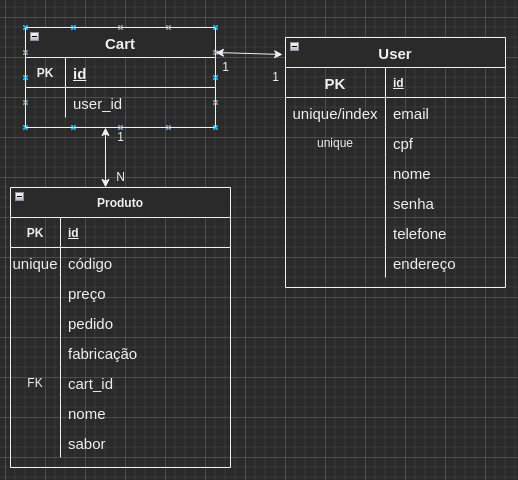 Cart
PK id
user_id
1
1
1
N
User
PK id
unique/index email
unique cpf
nome
senha
telefone
endereço
Produto
PK id
unique código
preço
pedido
fabricação
FK cart_id
nome
sabor